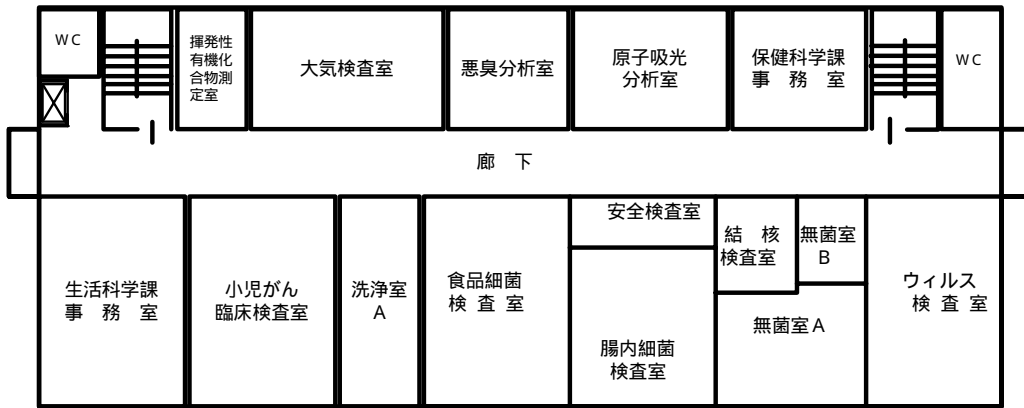 WC
揮発性
有機化
合物測
定室
大気検査室
悪臭分析室
原子吸光
分析室
保健科学課
事 務 室
WC
廊 下
生活科学課
事 務 室
小児がん
臨床検査室
洗浄室
A
食品細菌
検 査 室
安全検査室
腸内細菌
検査室
結 核
検査室
無菌室
B
無菌室A
ウィルス
検 査 室